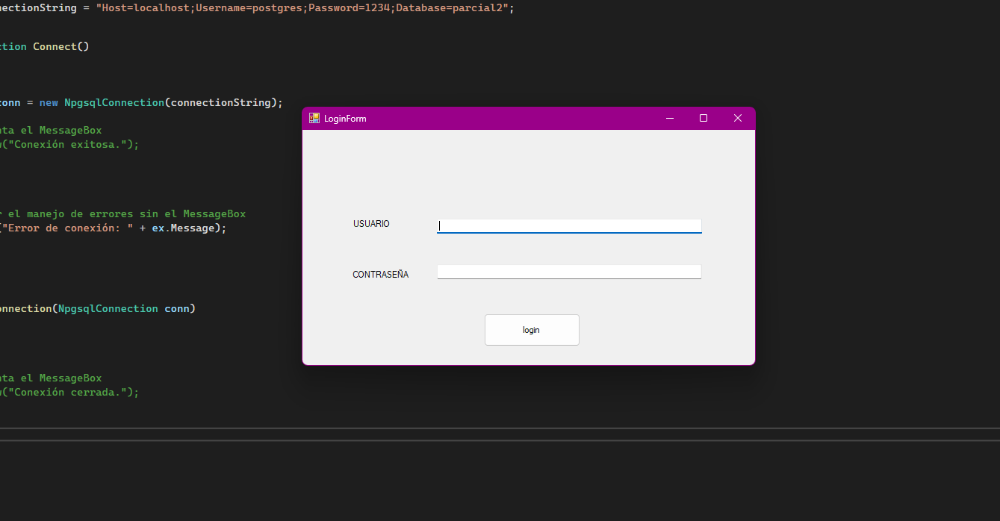 nectionString = "Host=localhost;Username=postgres;Password=1234;Database=parcial2";
ction Connect()
conn = new NpgsqlConnection(connectionString);
nta el MessageBox
("Conexión exitosa.");
r el manejo de errores sin el MessageBox
("Error de conexión: " + ex.Message);
onnection(NpgsqlConnection conn)
nta el MessageBox
("Conexión cerrada.");
LoginForm
USUARIO
CONTRASEÑA
login